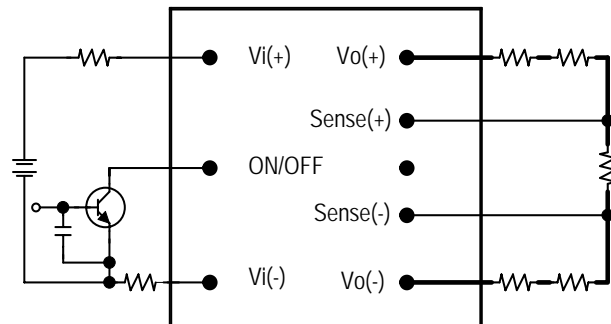 Vi(+) Vo(+)
Sense(+)
ON/OFF
Sense(-)
Vi(-) Vo(-)